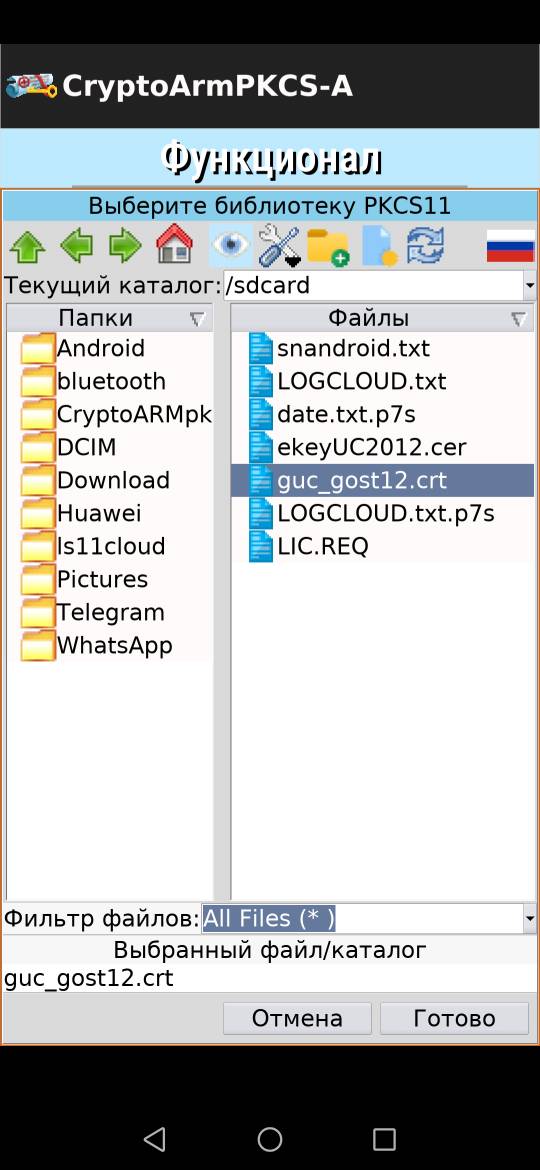 CryptoArmPKCS-A
Функционал
Выберите библиотеку PKCS11
Текущий каталог: /sdcard
Папки
Android
bluetooth
CryptoARMpk
DCIM
Download
Huawei
ls11cloud
Pictures
Telegram
WhatsApp
Файлы
snandroid.txt
LOGCLOUD.txt
date.txt.p7s
ekeyUC2012.cer
guc_gost12.crt
LOGCLOUD.txt.p7s
LIC.REQ
Фильтр файлов: All Files (* )
Выбранный файл/каталог
guc_gost12.crt
Отмена Готово